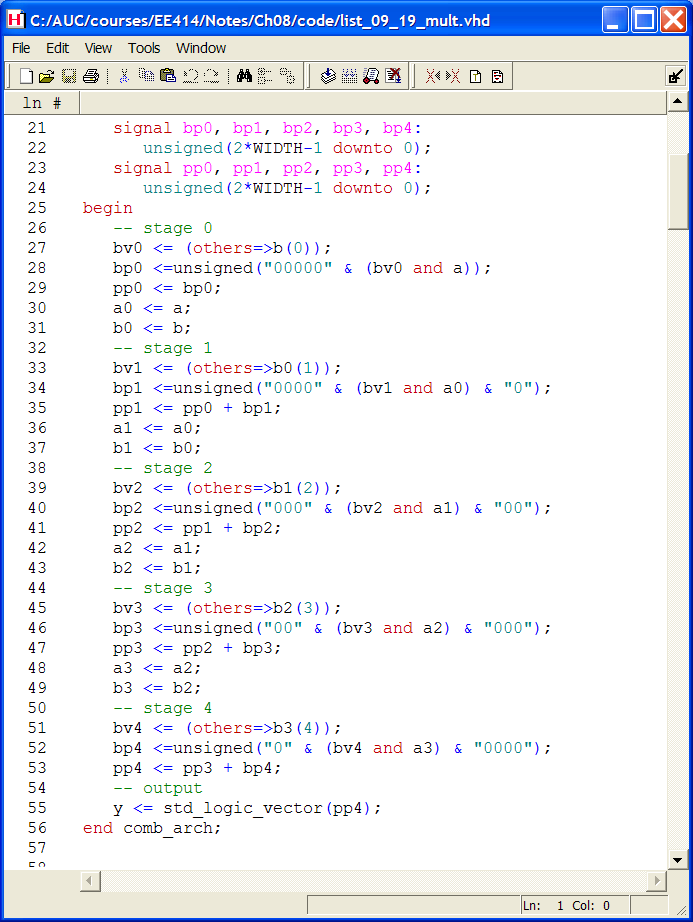 C:/AUC/courses/EE414/Notes/Ch08/code/list_09_19_mult.vhd
File Edit View Tools Window
ln #
21 signal bp0, bp1, bp2, bp3, bp4:
22 unsigned(2*WIDTH-1 downto 0);
23 signal pp0, pp1, pp2, pp3, pp4:
24 unsigned(2*WIDTH-1 downto 0);
25 begin
26 -- stage 0
27 bv0 <= (others=>b(0));
28 bp0 <=unsigned("00000" & (bv0 and a));
29 pp0 <= bp0;
30 a0 <= a;
31 b0 <= b;
32 -- stage 1
33 bv1 <= (others=>b0(1));
34 bp1 <=unsigned("0000" & (bv1 and a0) & "0");
35 pp1 <= pp0 + bp1;
36 a1 <= a0;
37 b1 <= b0;
38 -- stage 2
39 bv2 <= (others=>b1(2));
40 bp2 <=unsigned("000" & (bv2 and a1) & "00");
41 pp2 <= pp1 + bp2;
42 a2 <= a1;
43 b2 <= b1;
44 -- stage 3
45 bv3 <= (others=>b2(3));
46 bp3 <=unsigned("00" & (bv3 and a2) & "000");
47 pp3 <= pp2 + bp3;
48 a3 <= a2;
49 b3 <= b2;
50 -- stage 4
51 bv4 <= (others=>b3(4));
52 bp4 <=unsigned("0" & (bv4 and a3) & "0000");
53 pp4 <= pp3 + bp4;
54 -- output
55 y <= std_logic_vector(pp4);
56 end comb_arch;
57
Ln: 1 Col: 0